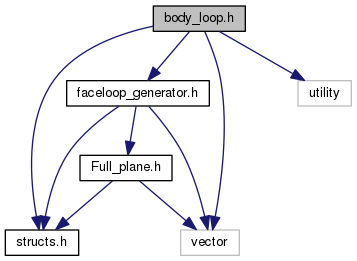 body_loop.h
faceloop_generator.h
utility
Full_plane.h
structs.h
vector